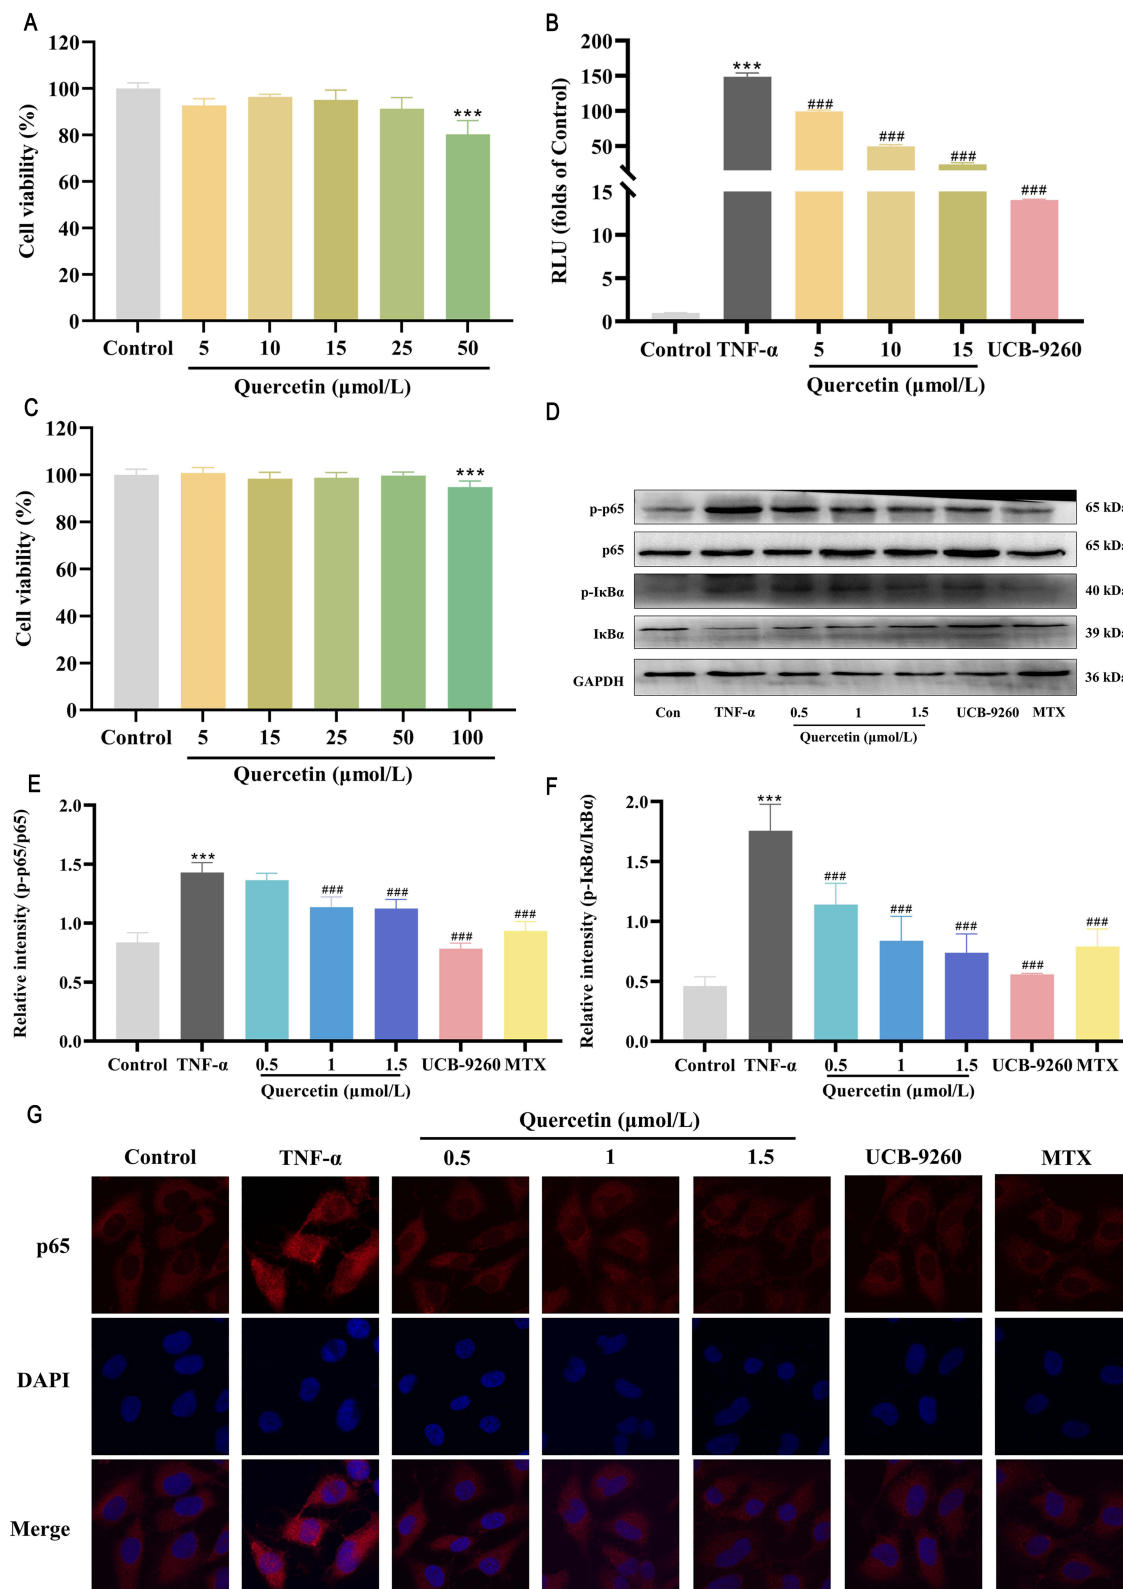 A
Cell viability (%)
120
100
80
60
40
20
0
***
Control 5 10 15 25 50
Quercetin (μmol/L)
B
RLU (folds of Control)
200
150
100
50
15
10
5
0
***
###
###
###
###
Control TNF-α 5 10 15 UCB-9260
Quercetin (μmol/L)
C
Cell viability (%)
120
100
80
60
40
20
0
***
Control 5 15 25 50 100
Quercetin (μmol/L)
D
p-p65 65 kDa
p65 65 kDa
p-IκBα 40 kDa
IκBα 39 kDa
GAPDH 36 kDa
Con TNF-α 0.5 1 1.5 UCB-9260 MTX
Quercetin (μmol/L)
E
Relative intensity (p-p65/p65)
2.0
1.5
1.0
0.5
0.0
***
###
###
###
###
Control TNF-α 0.5 1 1.5 UCB-9260 MTX
Quercetin (μmol/L)
F
Relative intensity (p-IκBα/IκBα)
2.0
1.5
1.0
0.5
0.0
***
###
###
###
###
###
Control TNF-α 0.5 1 1.5 UCB-9260 MTX
Quercetin (μmol/L)
G
Quercetin (μmol/L)
Control TNF-α 0.5 1 1.5 UCB-9260 MTX
p65
DAPI
Merge